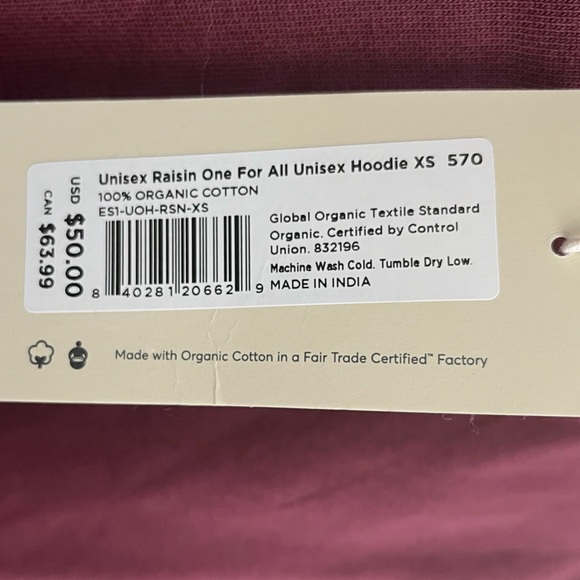 Unisex Raisin One For All Unisex Hoodie XS 570
100% ORGANIC COTTON
ES1-UOH-RSN-XS
8 40281 20662 9
Global Organic Textile Standard
Organic. Certified by Control
Union. 832196
Machine Wash Cold. Tumble Dry Low.
MADE IN INDIA
USD $50.00
CAN $63.99
Made with Organic Cotton in a Fair Trade Certified™ Factory